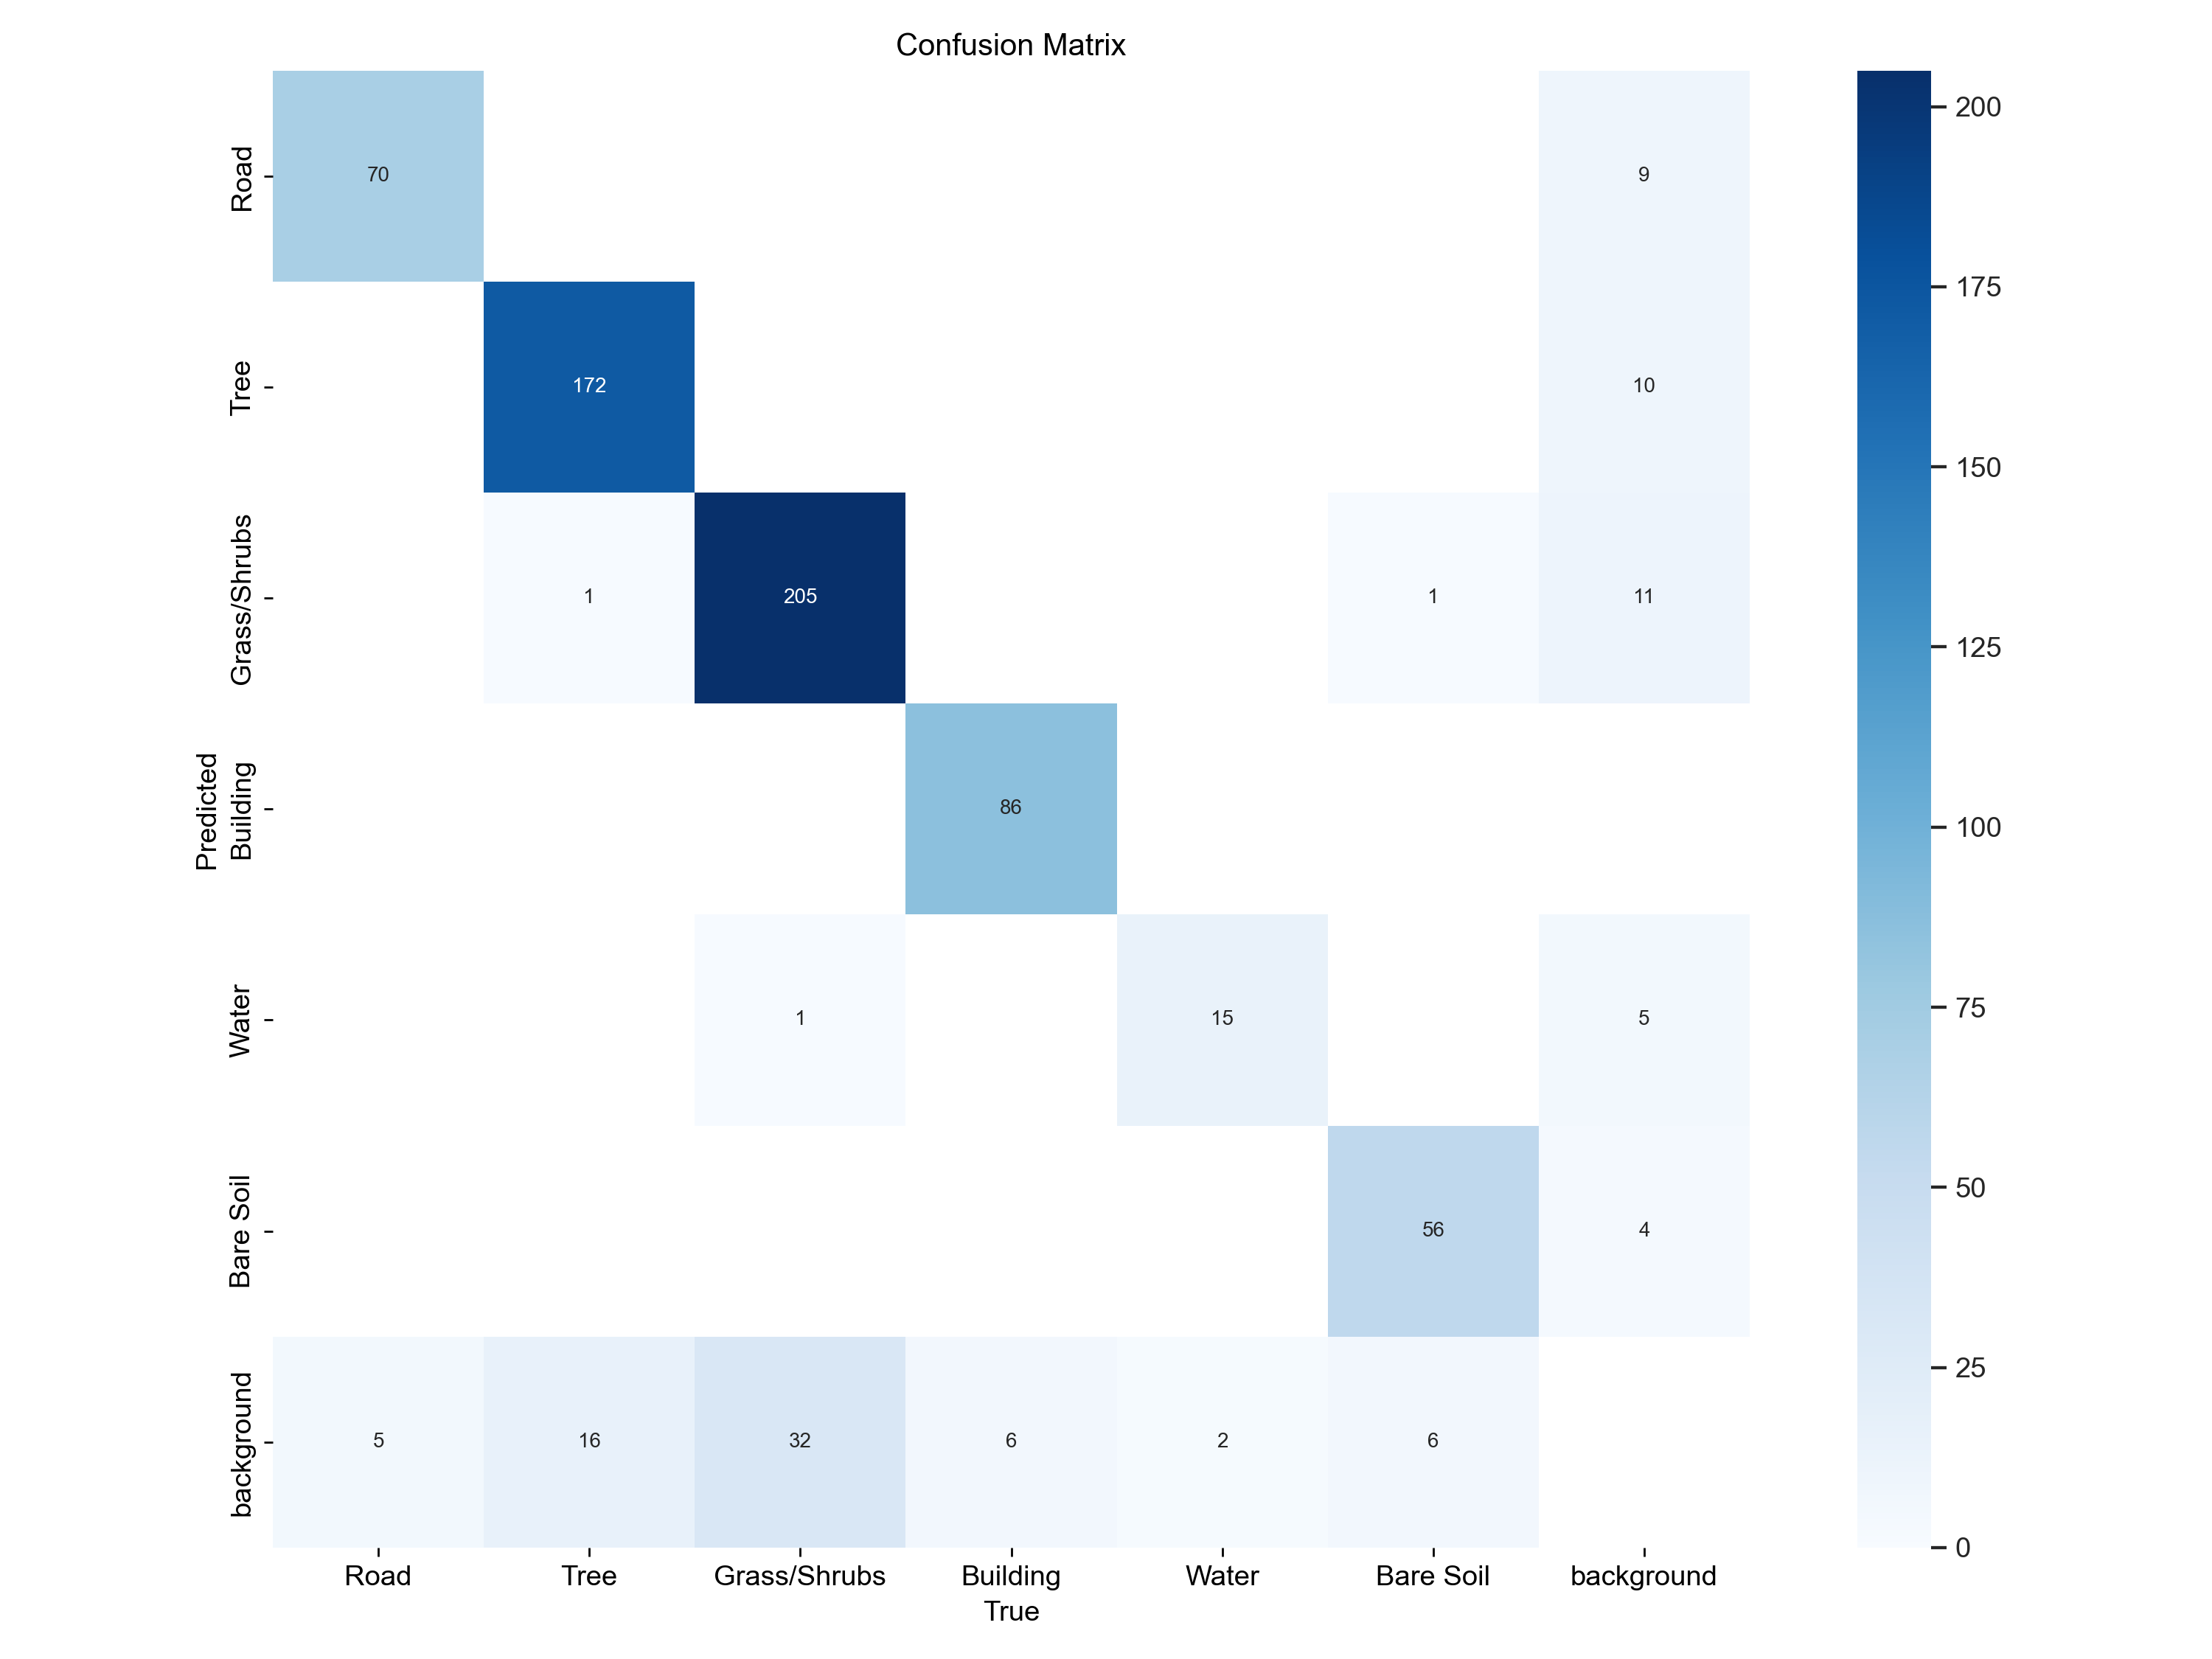 Confusion Matrix
Predicted
Road
70
9
Tree
172
10
Grass/Shrubs
1
205
1
11
Building
86
Water
1
15
5
Bare Soil
56
4
background
5
16
32
6
2
6
Road
Tree
Grass/Shrubs
Building
Water
Bare Soil
background
True
200
175
150
125
100
75
50
25
0